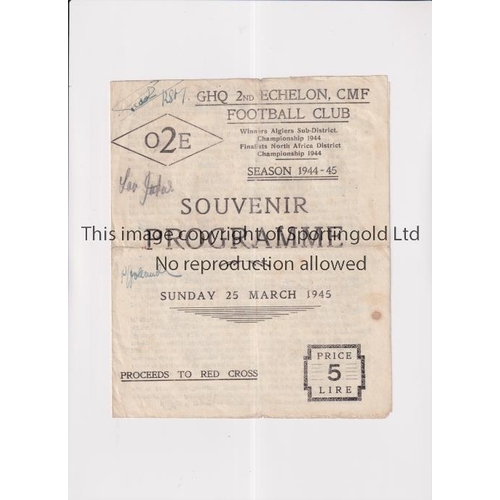 GHQ 2ND ECHELON, CMF
FOOTBALL CLUB
O2E
Winners Algiers Sub-District
Championship 1944
Finalists North Africa District
Championship 1944
SEASON 1944-45
SOUVENIR
This image copyright of Sportingold Ltd
PROGRAMME
No reproduction allowed
SUNDAY 25 MARCH 1945
PROCEEDS TO RED CROSS
PRICE
5
LIRE